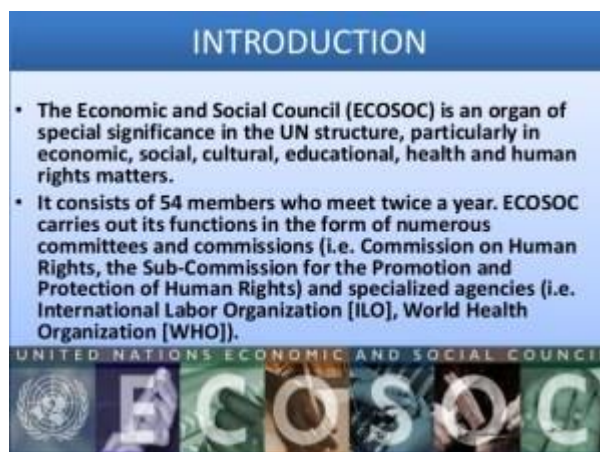 INTRODUCTION
• The Economic and Social Council (ECOSOC) is an organ of
special significance in the UN structure, particularly in
economic, social, cultural, educational, health and human
rights matters.
• It consists of 54 members who meet twice a year. ECOSOC
carries out its functions in the form of numerous
committees and commissions (i.e. Commission on Human
Rights, the Sub-Commission for the Promotion and
Protection of Human Rights) and specialized agencies (i.e.
International Labor Organization [ILO], World Health
Organization [WHO]).
UNITED NATIONS ECONOMIC AND SOCIAL COUNCI
ECOSOC